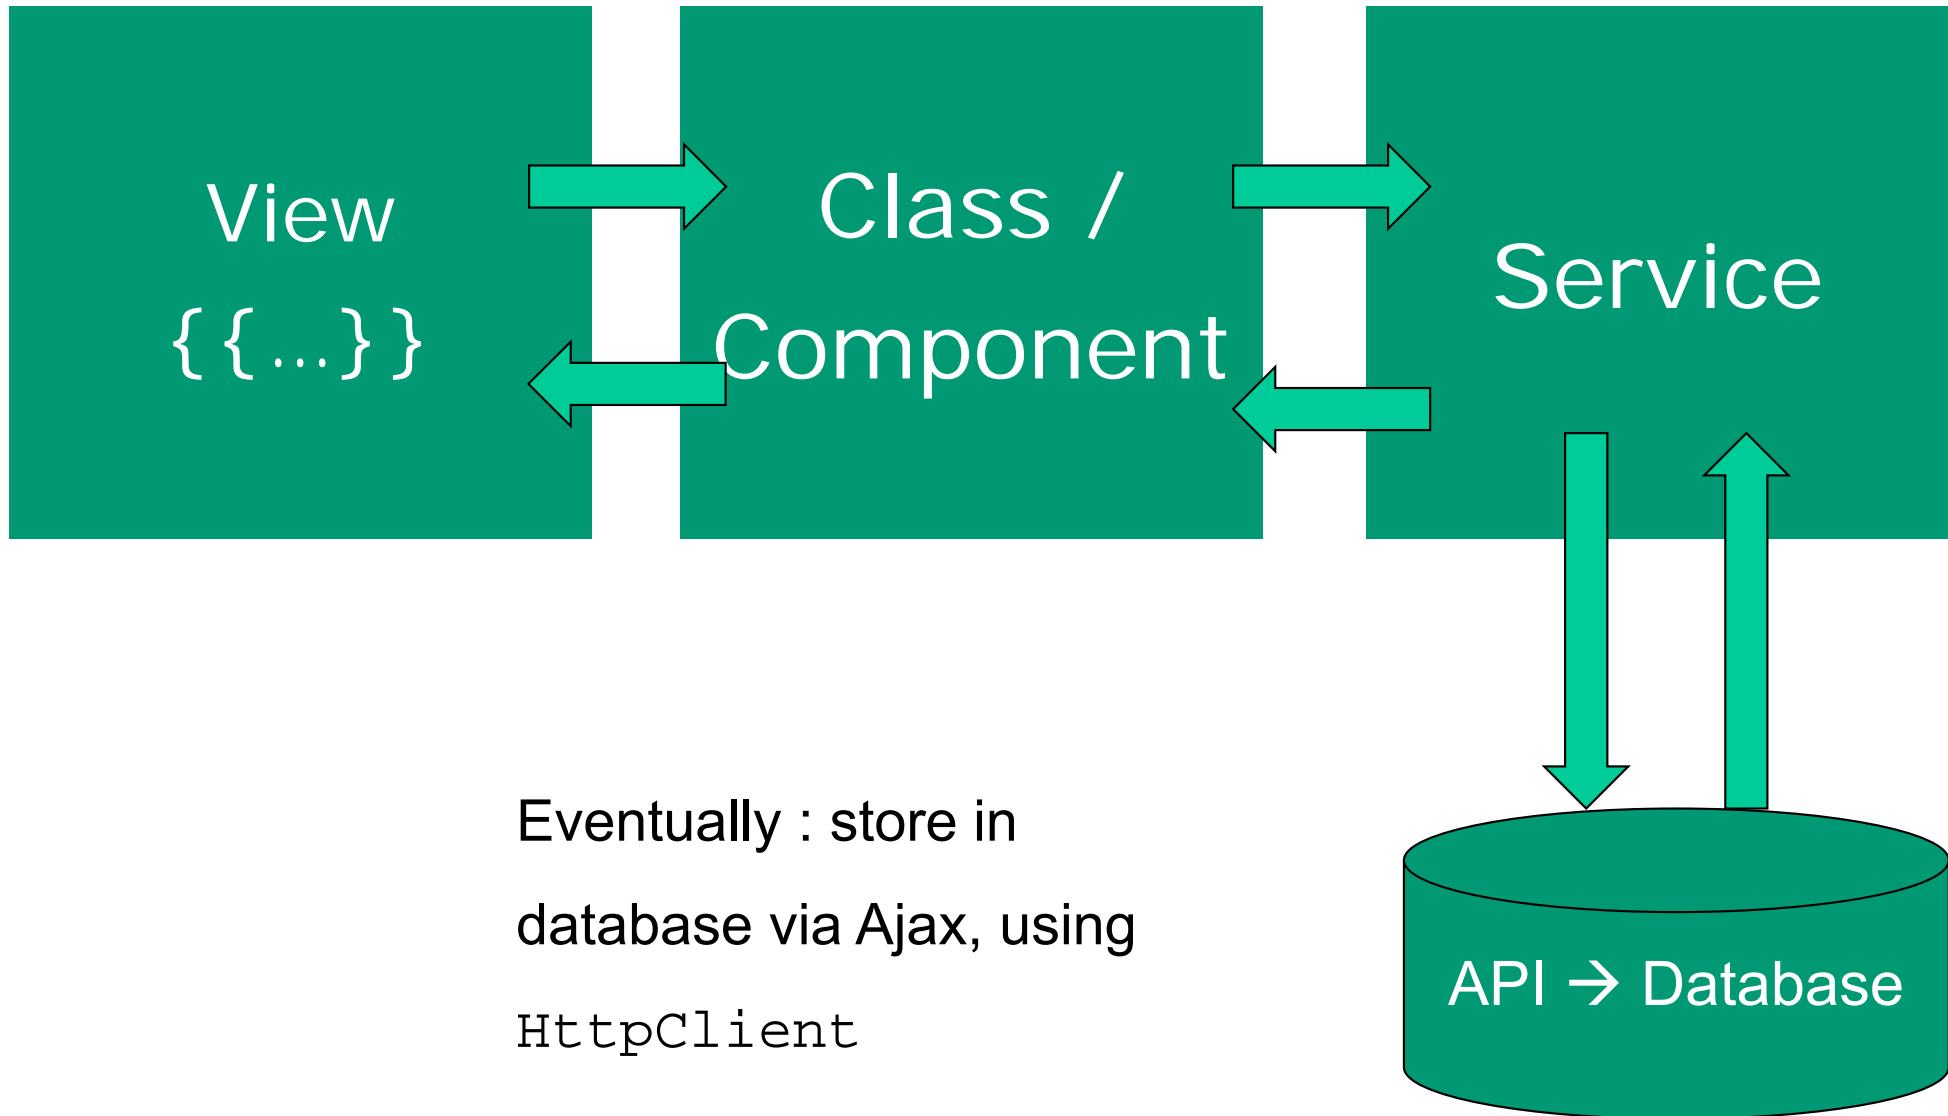 View
{{…}}
Class /
Component
Service
Eventually : store in
database via Ajax, using
HttpClient
API → Database